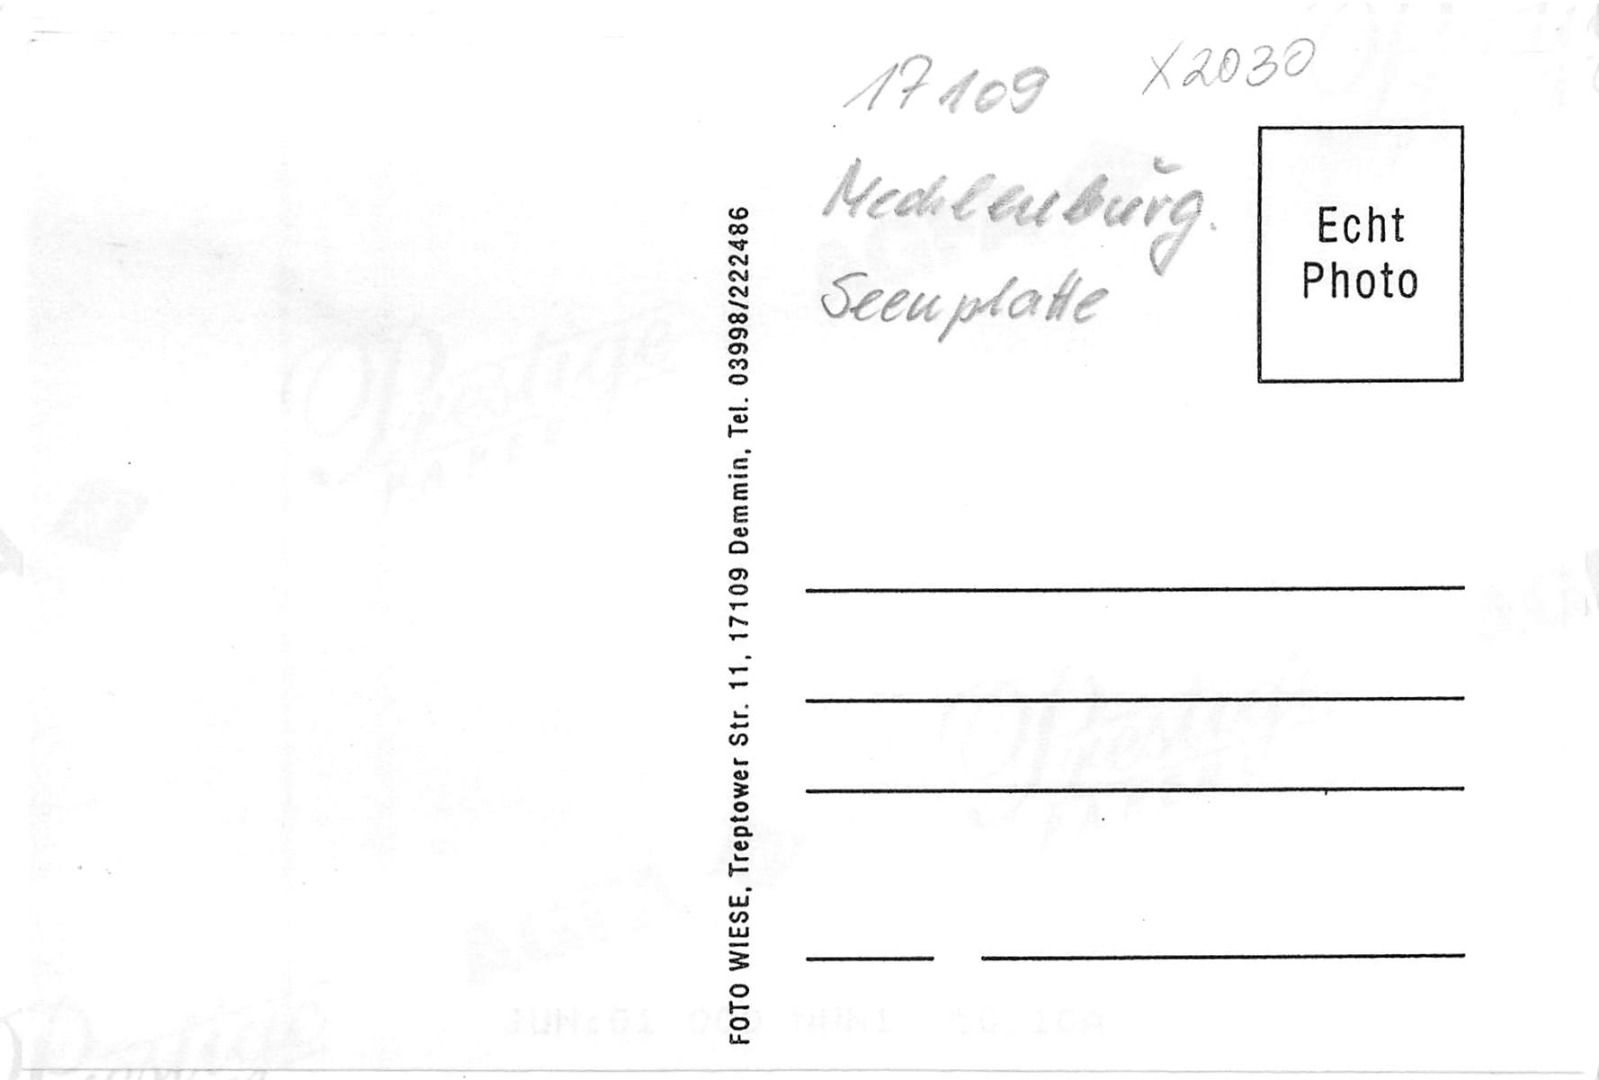 17109 X2030
Mecklenburg.
Seenplatte
Echt
Photo
FOTO WIESE, Treptower Str. 11, 17109 Demmin, Tel. 03998/222486